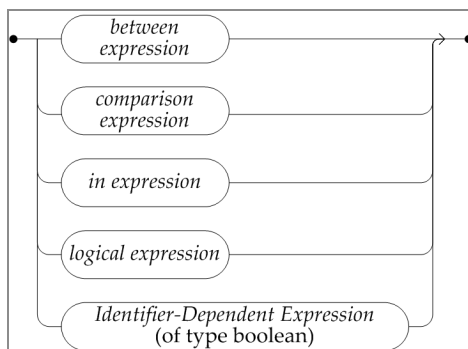 between
expression
comparison
expression
in expression
logical expression
Identifier-Dependent Expression
(of type boolean)